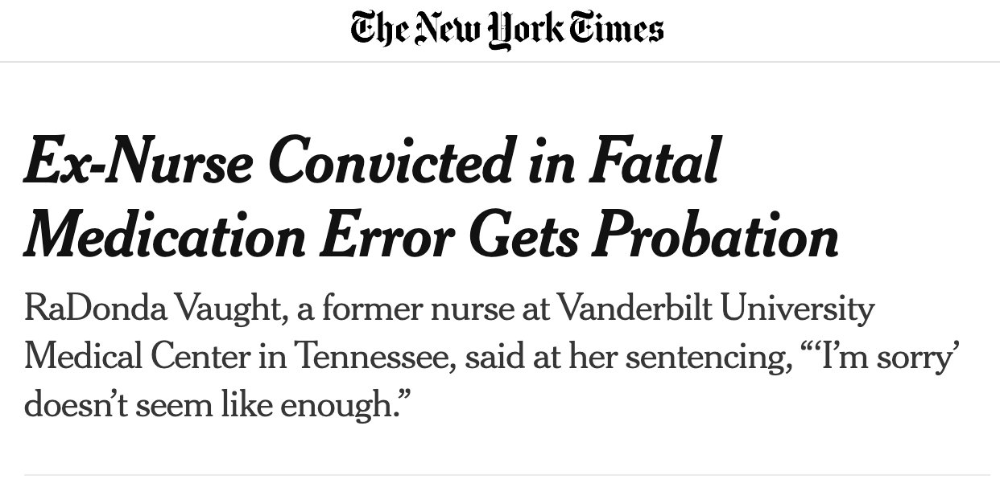 The New York Times
Ex-Nurse Convicted in Fatal
Medication Error Gets Probation
RaDonda Vaught, a former nurse at Vanderbilt University
Medical Center in Tennessee, said at her sentencing, “‘I’m sorry’
doesn’t seem like enough.”